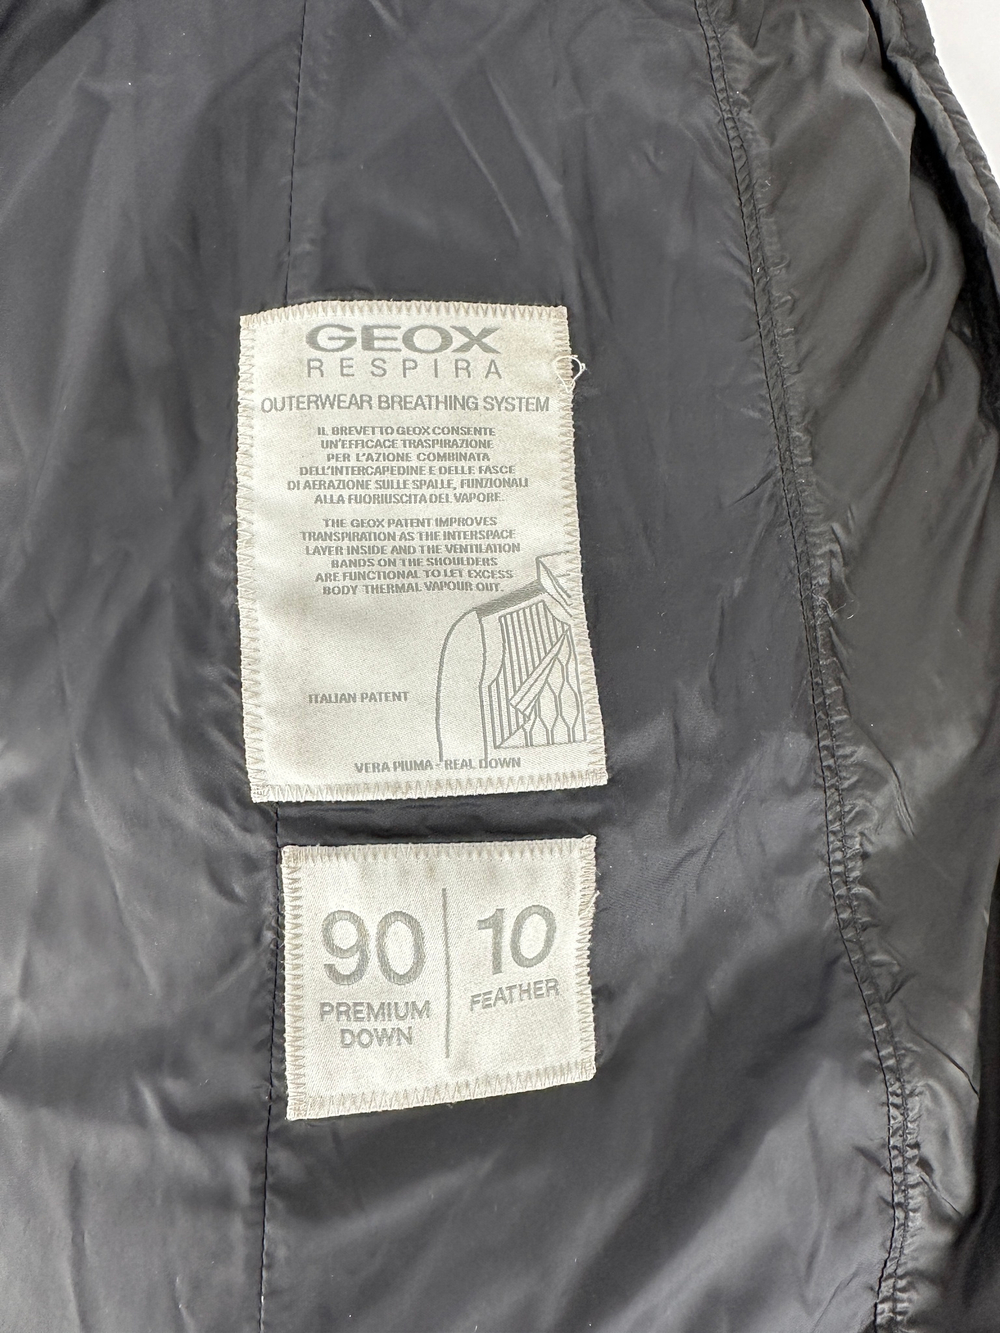 GEOX
RESPIRA
OUTERWEAR BREATHING SYSTEM
IL BREVETTO GEOX CONSENTE
UN'EFFICACE TRASPIRAZIONE
PER L'AZIONE COMBINATA
DELL'INTERCAPEDINE E DELLE FASCE
DI AERAZIONE SULLE SPALLE, FUNZIONALI
ALLA FUORIUSCITA DEL VAPORE.
THE GEOX PATENT IMPROVES
TRANSPIRATION AS THE INTERSPACE
LAYER INSIDE AND THE VENTILATION
BANDS ON THE SHOULDERS
ARE FUNCTIONAL TO LET EXCESS
BODY THERMAL VAPOUR OUT.
ITALIAN PATENT
VERA PIUMA - REAL DOWN
90
PREMIUM
DOWN
10
FEATHER